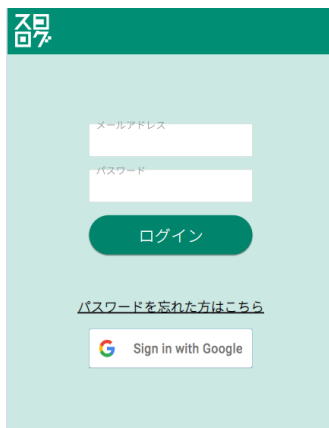 スロ
ログ
メールアドレス
パスワード
ログイン
パスワードを忘れた方はこちら
Sign in with Google